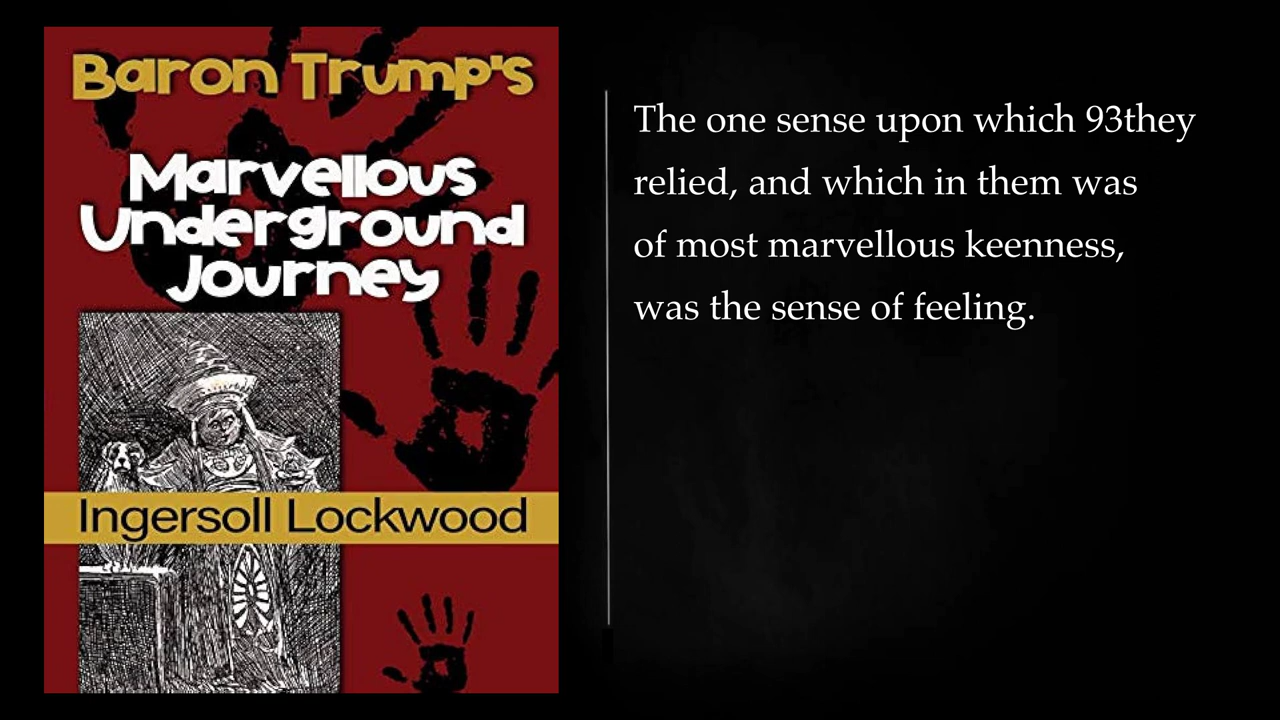 Baron Trump's
Marvellous
Underground
Journey
Ingersoll Lockwood
The one sense upon which 93they
relied, and which in them was
of most marvellous keenness,
was the sense of feeling.